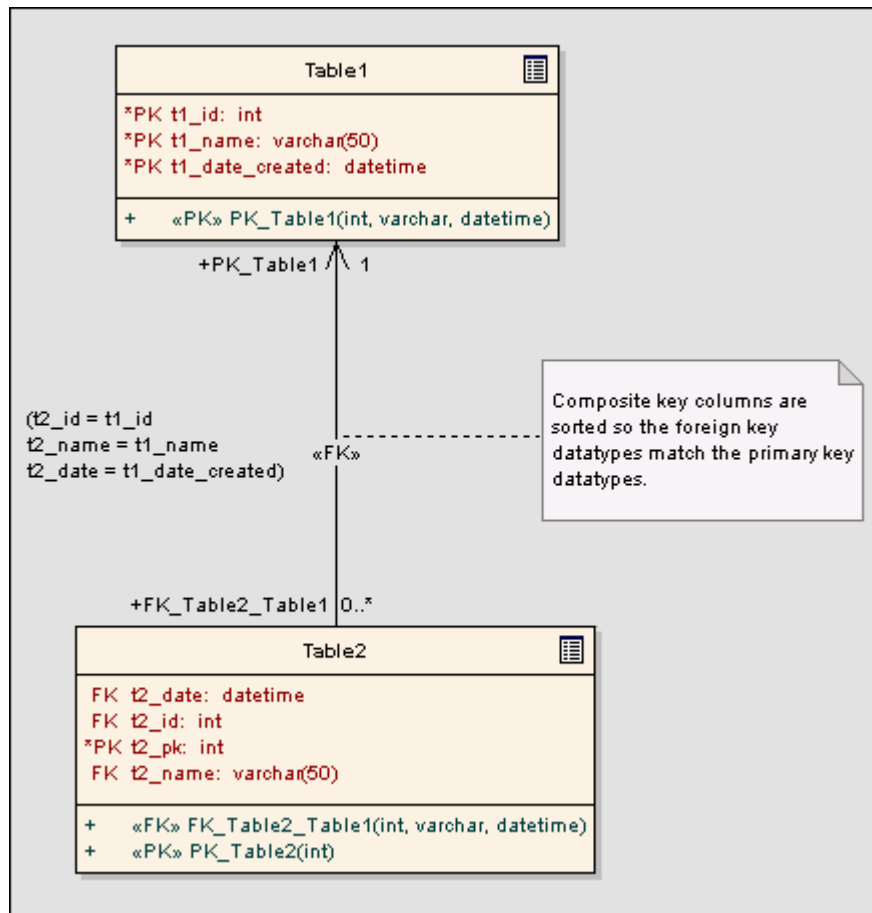 Table1
*PK t1_id: int
*PK t1_name: varchar(50)
*PK t1_date_created: datetime
+ «PK» PK_Table1(int, varchar, datetime)
+PK_Table1 1
(t2_id = t1_id
t2_name = t1_name
t2_date = t1_date_created)
«FK»
Composite key columns are
sorted so the foreign key
datatypes match the primary key
datatypes.
+FK_Table2_Table1 0..*
Table2
FK t2_date: datetime
FK t2_id: int
*PK t2_pk: int
FK t2_name: varchar(50)
+ «FK» FK_Table2_Table1(int, varchar, datetime)
+ «PK» PK_Table2(int)